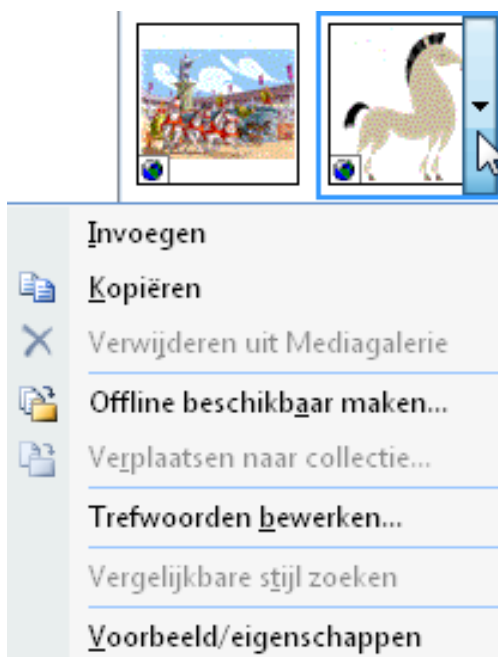 Invoegen
Kopiëren
Verwijderen uit Mediagalerie
Offline beschikbaar maken...
Verplaatsen naar collectie...
Trefwoorden bewerken...
Vergelijkbare stijl zoeken
Voorbeeld/eigenschappen